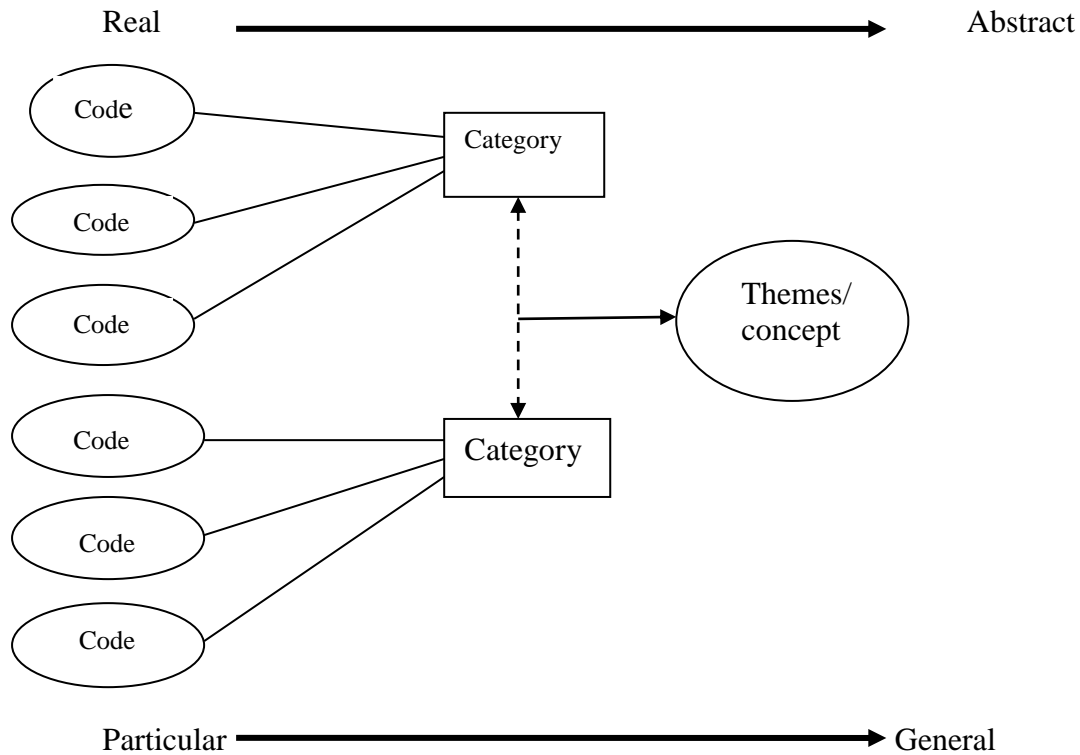 Real
Abstract
Code
Category
Code
Code
Themes/
concept
Code
Category
Code
Code
Particular
General